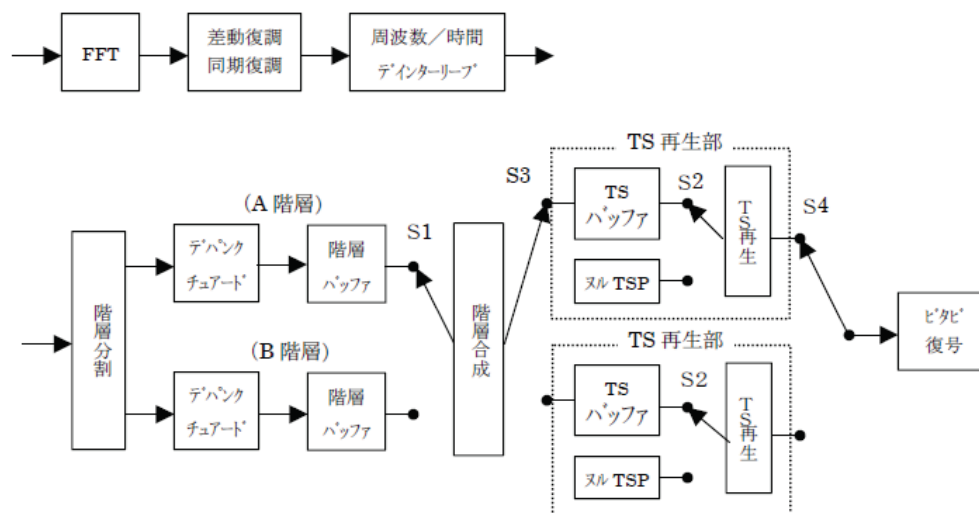 FFT
差動復調
同期復調
周波数／時間
ﾃﾞｲﾝﾀｰﾘｰﾌﾞ
TS 再生部
S3
TS
ﾊﾞｯﾌｧ
S2
TS再生
S4
ﾇﾙ TSP
(A 階層)
S1
階層分割
ﾃﾞﾊﾟﾝｸ
ﾁｭｱｰﾄﾞ
階層
ﾊﾞｯﾌｧ
階層合成
ﾋﾞﾀﾋﾞ
復号
(B 階層)
ﾃﾞﾊﾟﾝｸ
ﾁｭｱｰﾄﾞ
階層
ﾊﾞｯﾌｧ
TS 再生部
TS
ﾊﾞｯﾌｧ
S2
TS再生
ﾇﾙ TSP